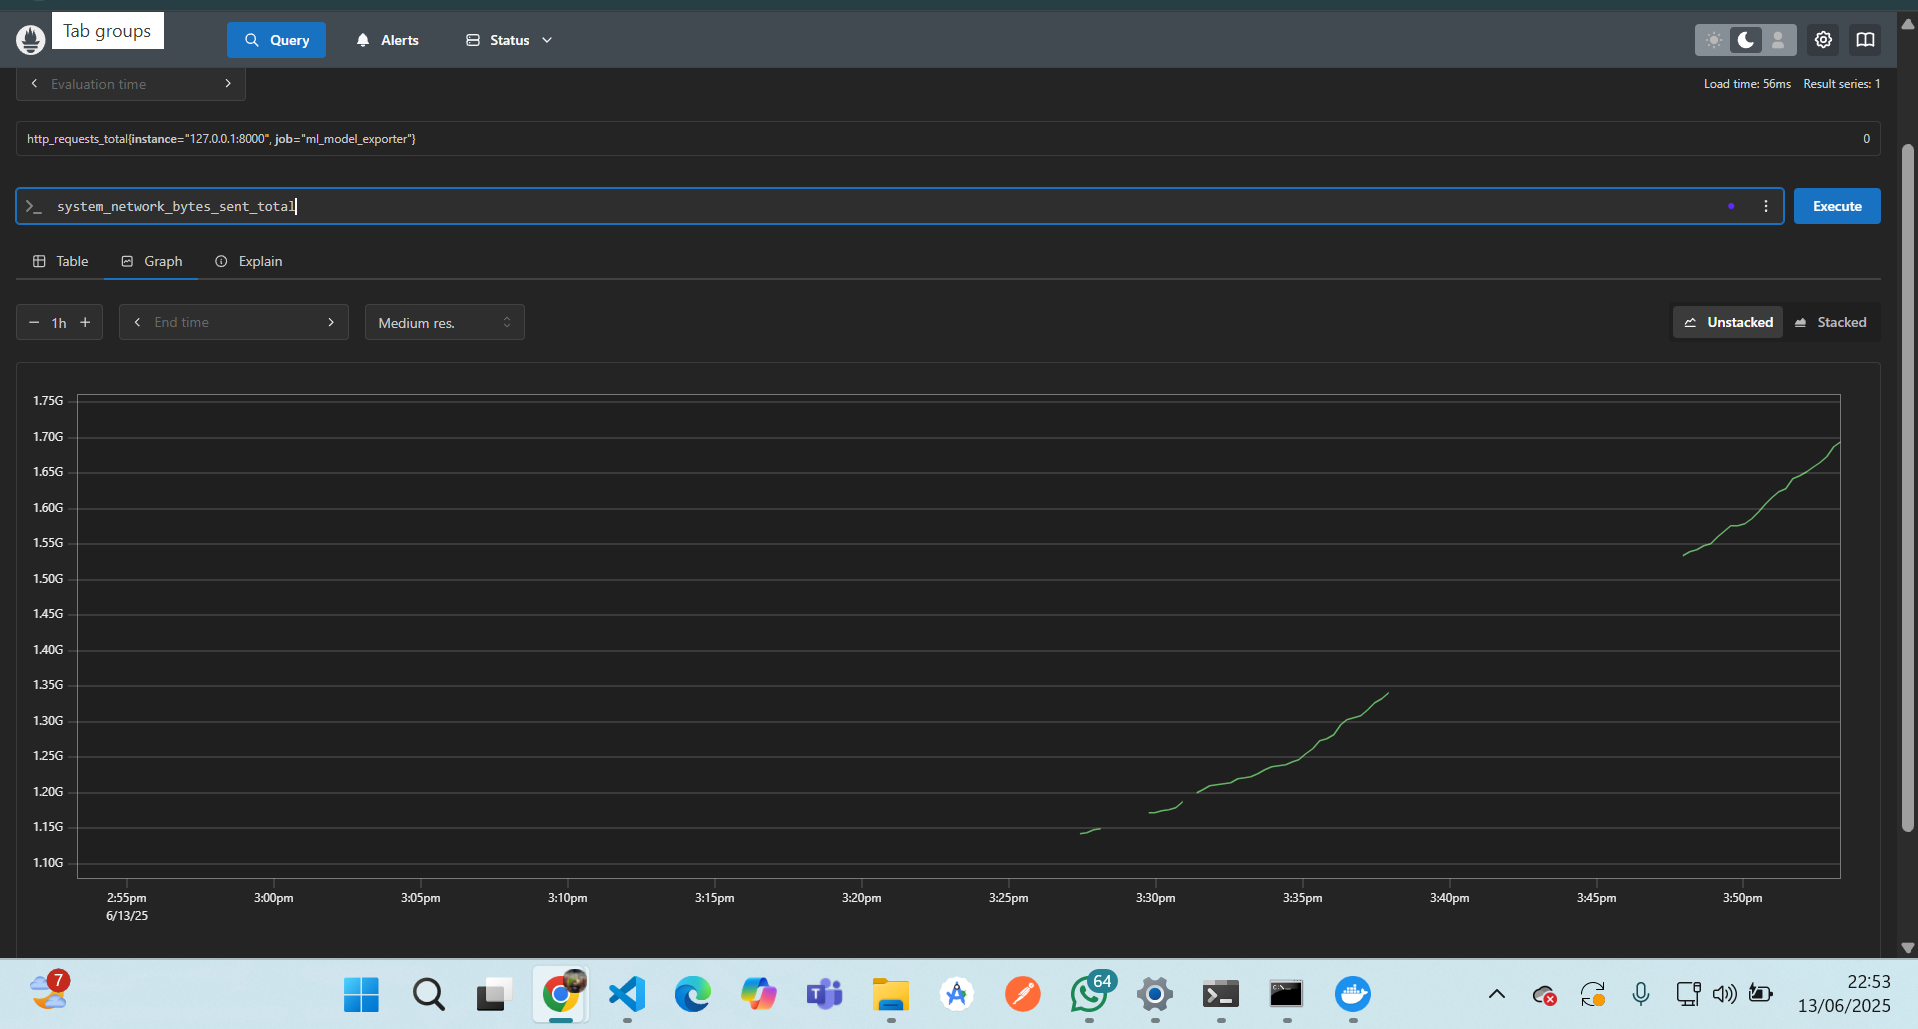 Tab groups
Query
Alerts
Status
Evaluation time
Load time: 56ms Result series: 1
http_requests_total{instance="127.0.0.1:8000", job="ml_model_exporter"}
0
>_ system_network_bytes_sent_total
Execute
Table
Graph
Explain
1h
End time
Medium res.
Unstacked
Stacked
1.75G
1.70G
1.65G
1.60G
1.55G
1.50G
1.45G
1.40G
1.35G
1.30G
1.25G
1.20G
1.15G
1.10G
2:55pm 3:00pm 3:05pm 3:10pm 3:15pm 3:20pm 3:25pm 3:30pm 3:35pm 3:40pm 3:45pm 3:50pm
6/13/25
7
64
22:53
13/06/2025